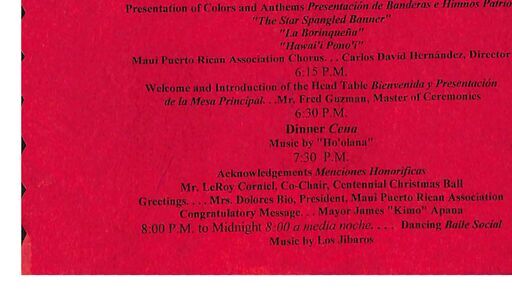 Presentation of Colors and Anthems Presentación de Banderas e Himnos Patrio
"The Star Spangled Banner"
"La Borinqueña"
"Hawai'i Pono'i"
Maui Puerto Rican Association Chorus. . . Carlos David Hernández, Director
6:15 P.M.
Welcome and Introduction of the Head Table Bienvenida y Presentación
de la Mesa Principal. . .Mr. Fred Guzman, Master of Ceremonies
6:30 P.M.
Dinner Cena
Music by "Ho'olana"
7:30 P.M.
Acknowledgements Menciones Honoríficas
Mr. LeRoy Corniel, Co-Chair, Centennial Christmas Ball
Greetings. . . . Mrs. Dolores Bio, President, Maui Puerto Rican Association
Congratulatory Message. . . Mayor James "Kimo" Apana
8:00 P.M. to Midnight 8:00 a media noche. . . . Dancing Baile Social
Music by Los Jibaros